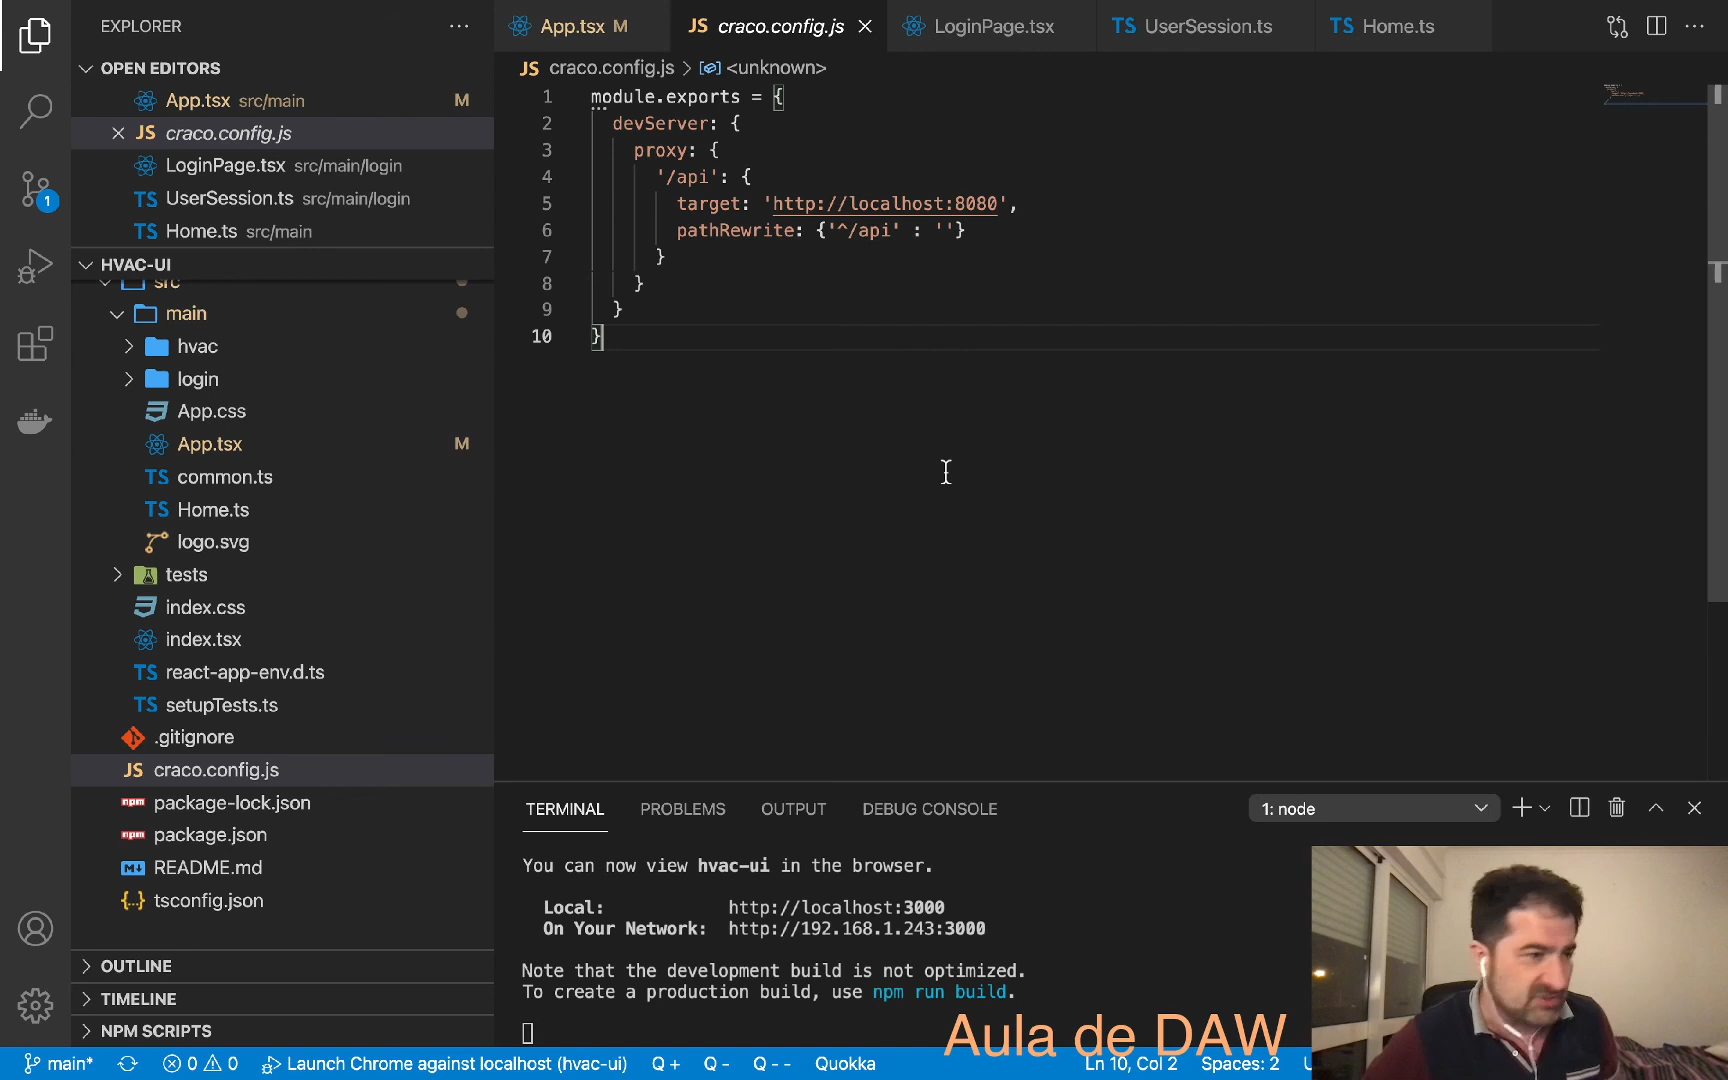 EXPLORER
OPEN EDITORS
App.tsx src/main M
craco.config.js
LoginPage.tsx src/main/login
UserSession.ts src/main/login
Home.ts src/main
HVAC-UI
src
main
hvac
login
App.css
App.tsx M
common.ts
Home.ts
logo.svg
tests
index.css
index.tsx
react-app-env.d.ts
setupTests.ts
.gitignore
craco.config.js
package-lock.json
package.json
README.md
tsconfig.json
OUTLINE
TIMELINE
NPM SCRIPTS
App.tsx M
JS craco.config.js
LoginPage.tsx
TS UserSession.ts
TS Home.ts
JS craco.config.js > <unknown>
1 module.exports = {
2 devServer: {
3 proxy: {
4 '/api': {
5 target: 'http://localhost:8080',
6 pathRewrite: {'^/api' : ''}
7 }
8 }
9 }
10 }
TERMINAL PROBLEMS OUTPUT DEBUG CONSOLE 1: node
You can now view hvac-ui in the browser.
Local: http://localhost:3000
On Your Network: http://192.168.1.243:3000
Note that the development build is not optimized.
To create a production build, use npm run build.
Aula de DAW
main* 0 0 Launch Chrome against localhost (hvac-ui) Q + Q - Q - - Quokka Ln 10, Col 2 Spaces: 2